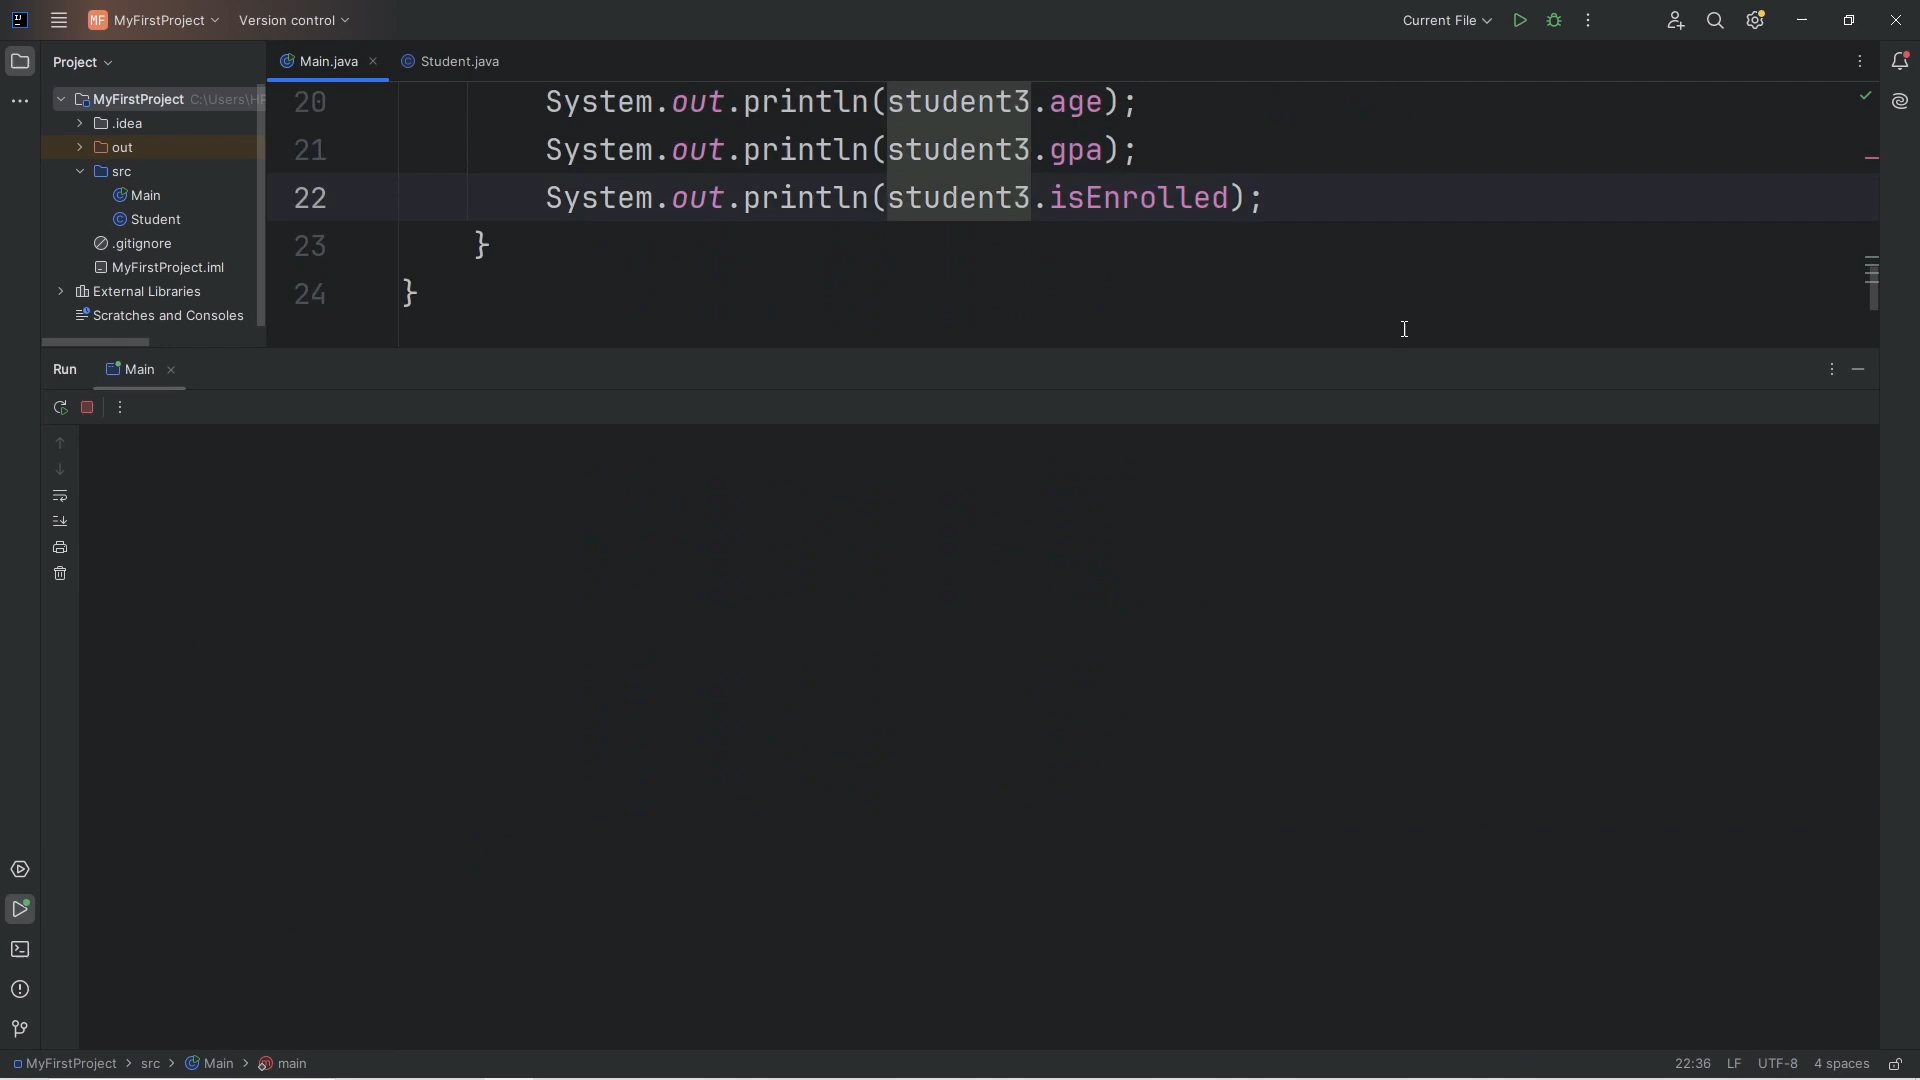 MF MyFirstProject Version control Current File
Project Main.java Student.java
MyFirstProject C:\Users\HP
.idea
out
src
Main
Student
.gitignore
MyFirstProject.iml
External Libraries
Scratches and Consoles
20 System.out.println(student3.age);
21 System.out.println(student3.gpa);
22 System.out.println(student3.isEnrolled);
23 }
24 }
Run Main
MyFirstProject > src > Main > main 22:36 LF UTF-8 4 spaces